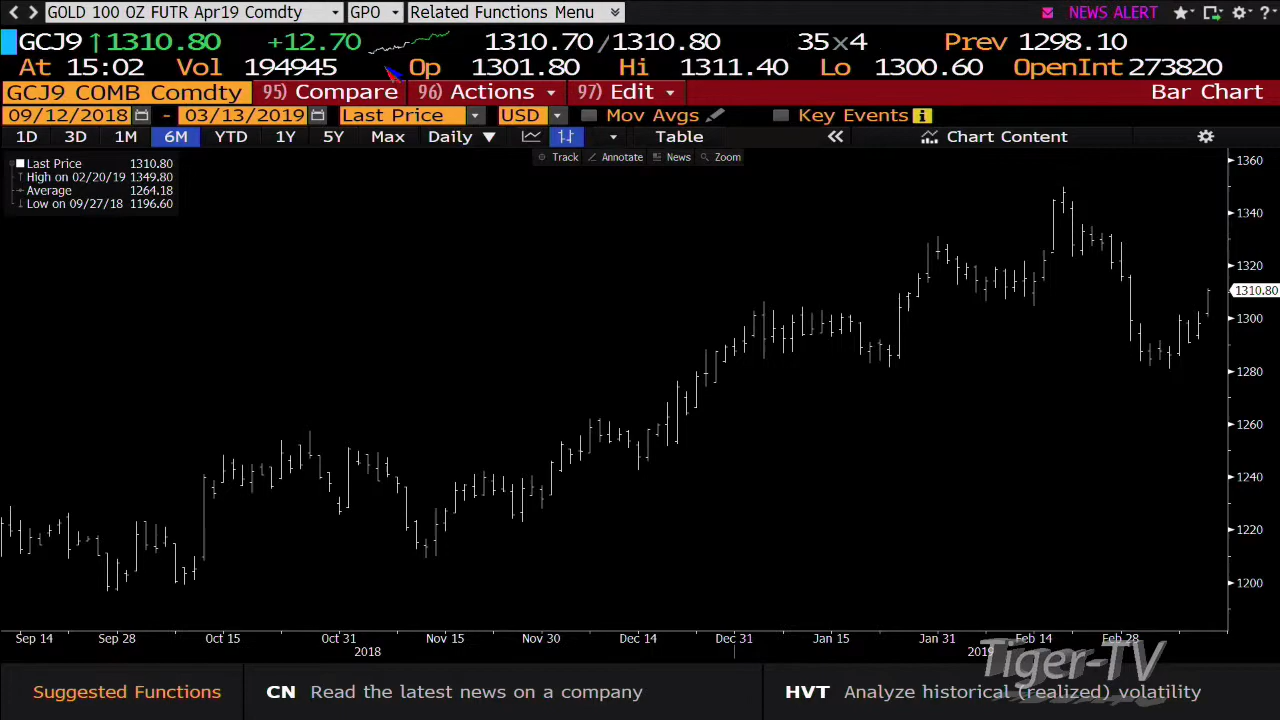 GOLD 100 OZ FUTR Apr19 Comdty GPO Related Functions Menu NEWS ALERT ?
GCJ9 ↑1310.80 +12.70 1310.70/1310.80 35×4 Prev 1298.10
At 15:02 Vol 194945 Op 1301.80 Hi 1311.40 Lo 1300.60 OpenInt 273820
GCJ9 COMB Comdty 95) Compare 96) Actions 97) Edit Bar Chart
09/12/2018 - 03/13/2019 Last Price USD Mov Avgs Key Events i
1D 3D 1M 6M YTD 1Y 5Y Max Daily ▼ Table « Chart Content
Track Annotate News Zoom
Last Price 1310.80
High on 02/20/19 1349.80
Average 1264.18
Low on 09/27/18 1196.60
1360
1340
1320
1310.80
1300
1280
1260
1240
1220
1200
Sep 14 Sep 28 Oct 15 Oct 31 Nov 15 Nov 30 Dec 14 Dec 31 Jan 15 Jan 31 Feb 14 Feb 28
2018 2019
Tiger-TV
Suggested Functions CN Read the latest news on a company HVT Analyze historical (realized) volatility